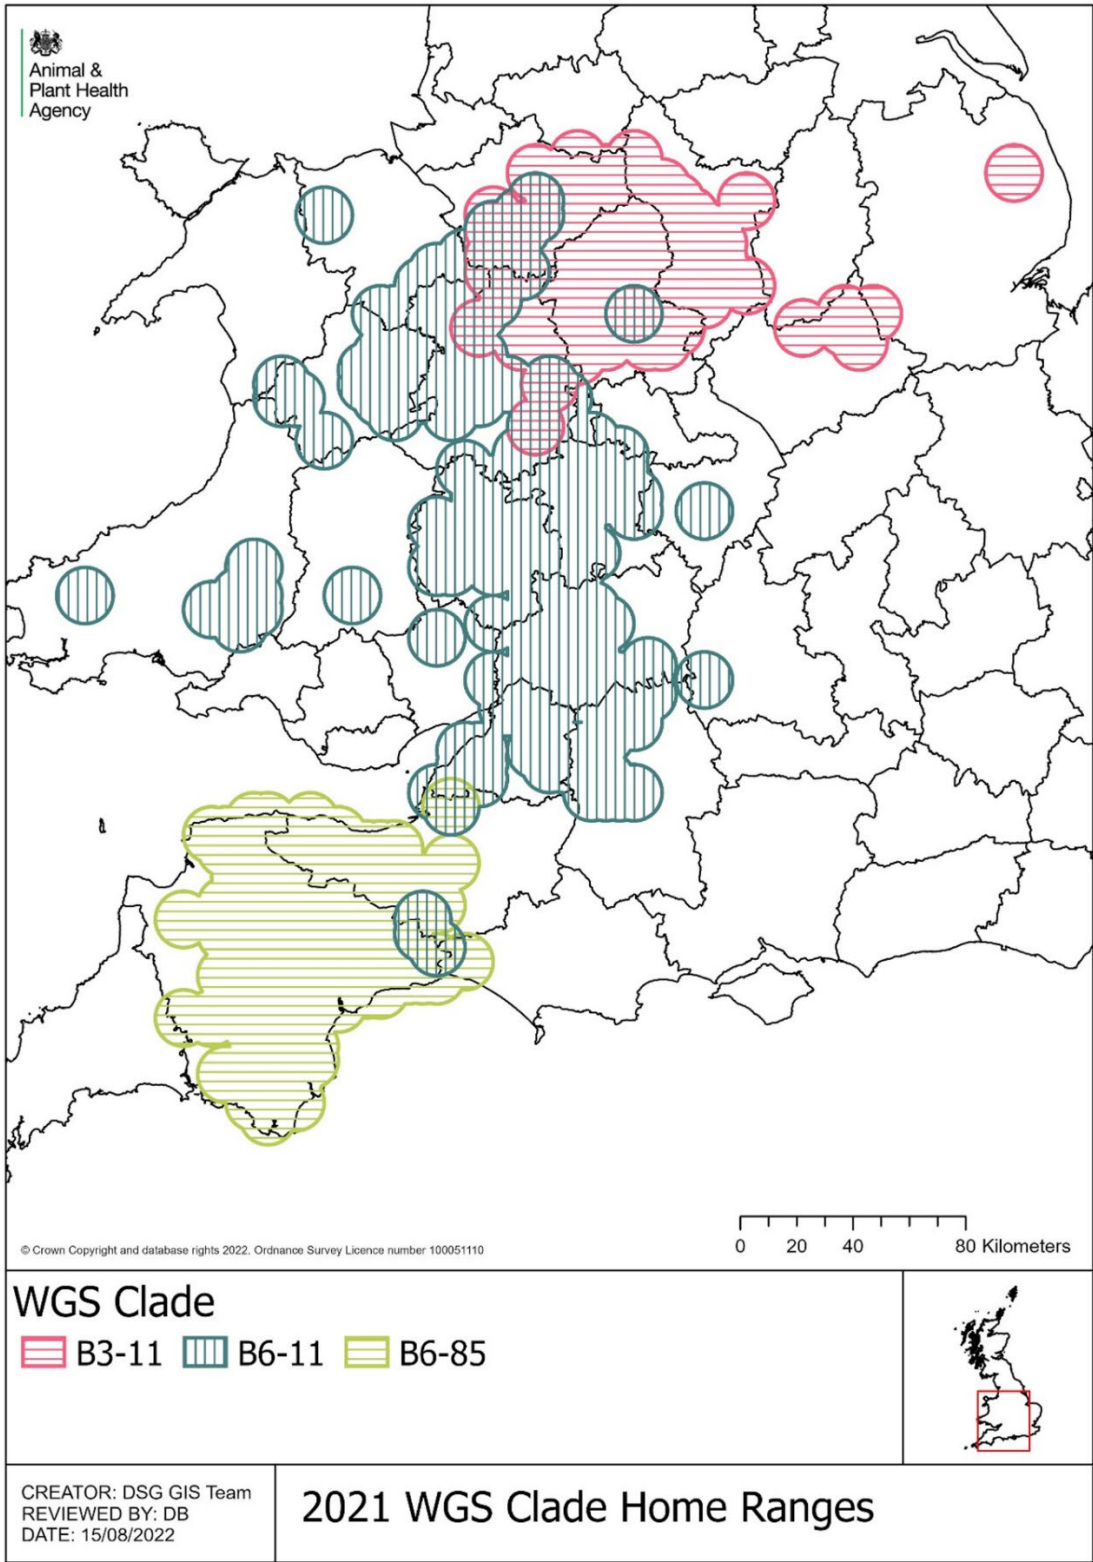 Animal &
Plant Health
Agency
© Crown Copyright and database rights 2022. Ordnance Survey Licence number 100051110
0 20 40 80 Kilometers
WGS Clade
B3-11 B6-11 B6-85
CREATOR: DSG GIS Team
REVIEWED BY: DB
DATE: 15/08/2022
2021 WGS Clade Home Ranges